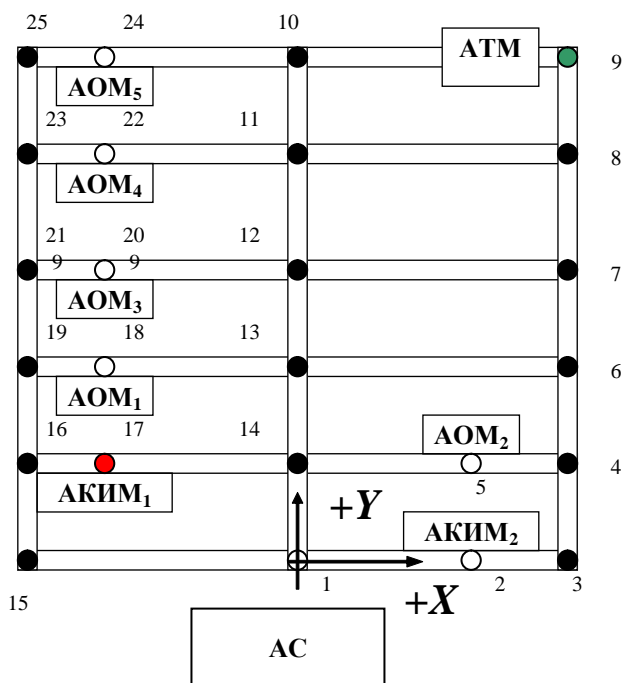 25 24 10
АТМ
9
АОМ₅
23 22 11
8
АОМ₄
21 20 12
9 9
7
АОМ₃
19 18 13
6
АОМ₁
16 17 14
АОМ₂
4
5
АКИМ₁
+Y
АКИМ₂
1 2 3
+X
15
АС